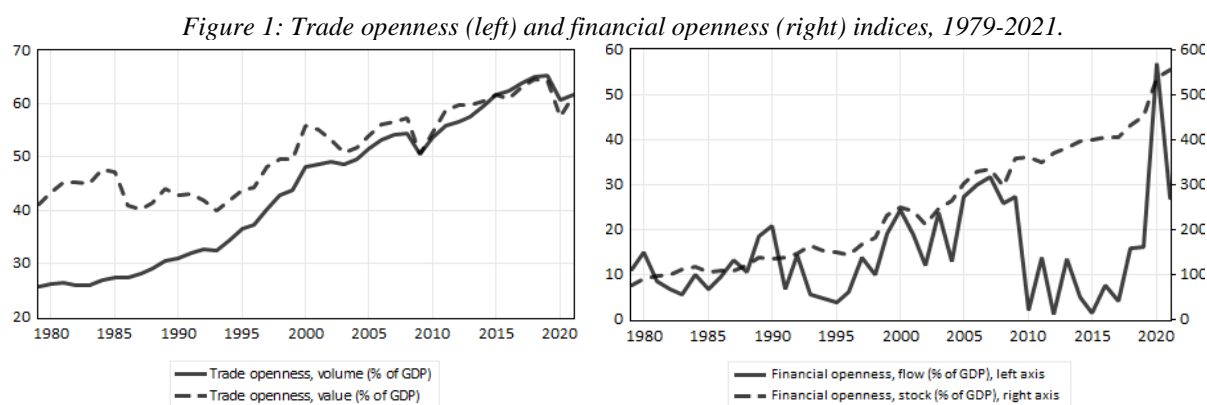 Figure 1: Trade openness (left) and financial openness (right) indices, 1979-2021.
70
60
50
40
30
20
1980 1985 1990 1995 2000 2005 2010 2015 2020
Trade openness, volume (% of GDP)
Trade openness, value (% of GDP)
60
50
40
30
20
10
0
600
500
400
300
200
100
0
1980 1985 1990 1995 2000 2005 2010 2015 2020
Financial openness, flow (% of GDP), left axis
Financial openness, stock (% of GDP), right axis